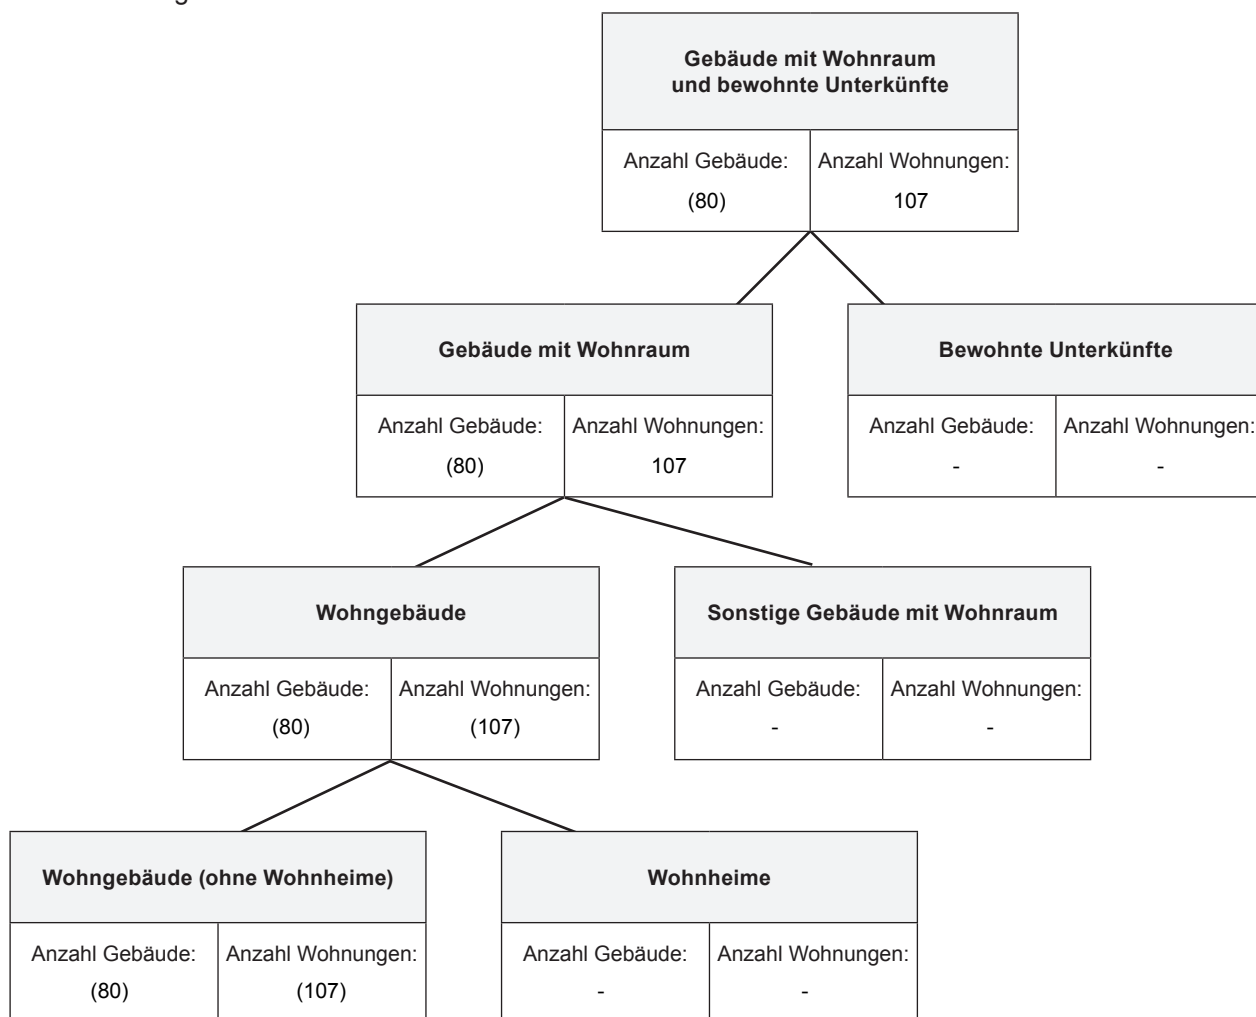 Gebäude mit Wohnraum
und bewohnte Unterkünfte
Anzahl Gebäude: Anzahl Wohnungen:
(80) 107
Gebäude mit Wohnraum Bewohnte Unterkünfte
Anzahl Gebäude: Anzahl Wohnungen: Anzahl Gebäude: Anzahl Wohnungen:
(80) 107 - -
Wohngebäude Sonstige Gebäude mit Wohnraum
Anzahl Gebäude: Anzahl Wohnungen: Anzahl Gebäude: Anzahl Wohnungen:
(80) (107) - -
Wohngebäude (ohne Wohnheime) Wohnheime
Anzahl Gebäude: Anzahl Wohnungen: Anzahl Gebäude: Anzahl Wohnungen:
(80) (107) - -